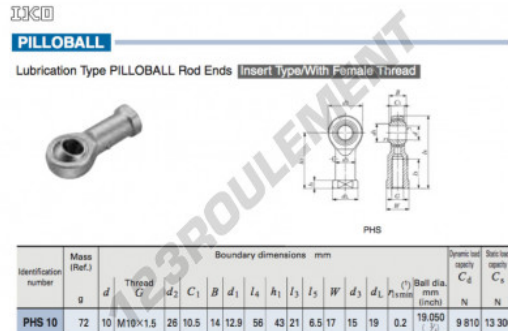 IKO
PILLOBALL
Lubrication Type PILLOBALL Rod Ends Insert Type/With Female Thread
123ROULEMENT
PHS
Identification number Mass (Ref.) g Boundary dimensions mm Dynamic load capacity Cd N Static load capacity Cs N
d Thread G d2 C1 B d1 l4 h1 l3 l5 W d3 dL r1s min (1) Ball dia. mm (inch)
PHS 10 72 10 M10×1.5 26 10.5 14 12.9 56 43 21 6.5 17 15 19 0.2 19.050 9 810 13 300